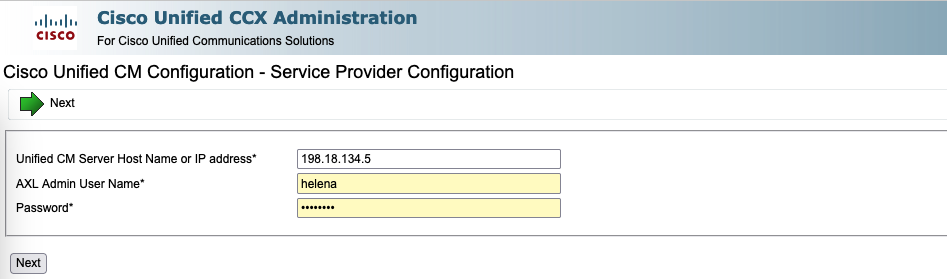 CISCO
Cisco Unified CCX Administration
For Cisco Unified Communications Solutions
Cisco Unified CM Configuration - Service Provider Configuration
Next
Unified CM Server Host Name or IP address* 198.18.134.5
AXL Admin User Name* helena
Password* ••••••••
Next